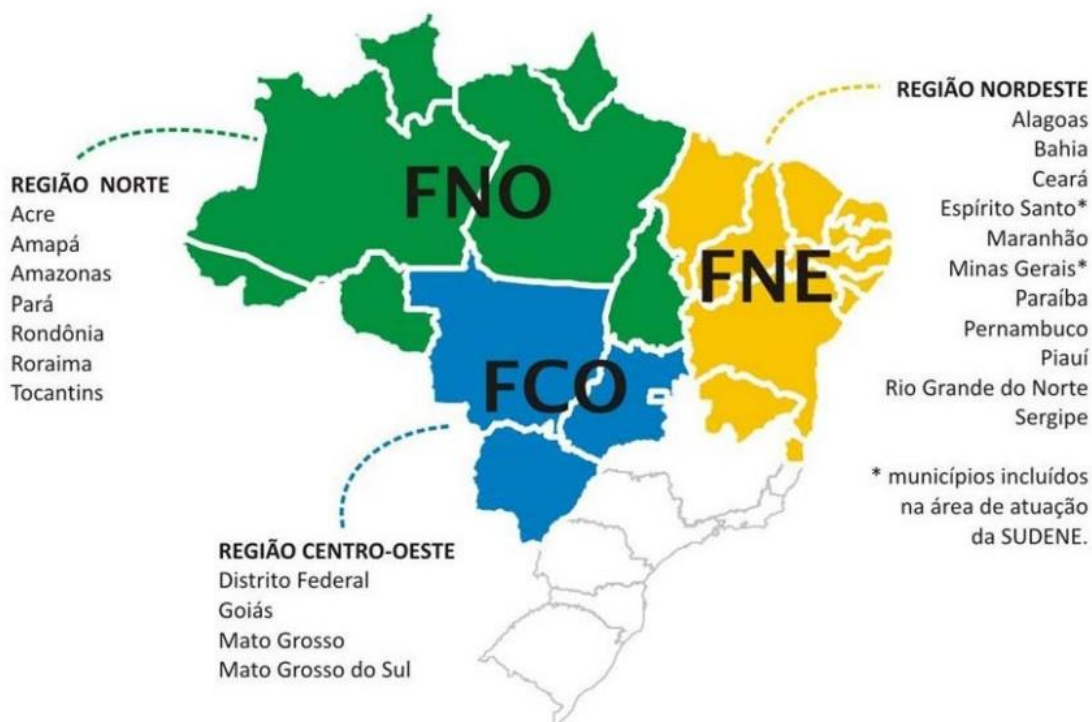 REGIÃO NORTE
Acre
Amapá
Amazonas
Pará
Rondônia
Roraima
Tocantins
FNO
FNE
FCO
REGIÃO NORDESTE
Alagoas
Bahia
Ceará
Espírito Santo*
Maranhão
Minas Gerais*
Paraíba
Pernambuco
Piauí
Rio Grande do Norte
Sergipe
* municípios incluídos
na área de atuação
da SUDENE.
REGIÃO CENTRO-OESTE
Distrito Federal
Goiás
Mato Grosso
Mato Grosso do Sul